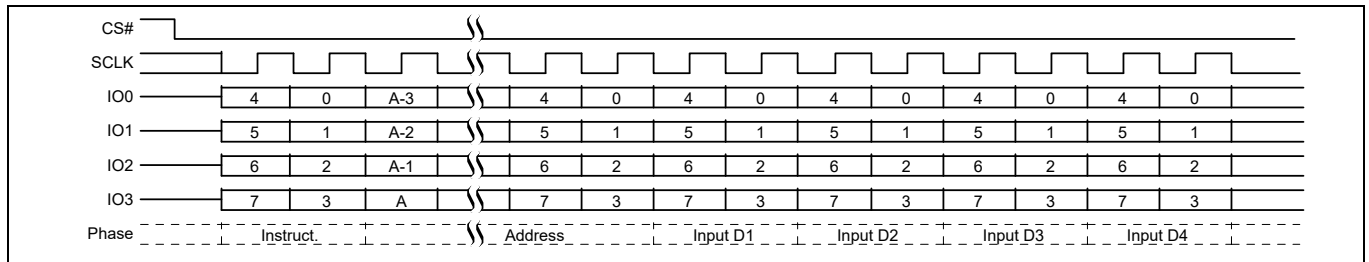 CS#
SCLK
IO0 4 0 A-3 4 0 4 0 4 0 4 0 4 0
IO1 5 1 A-2 5 1 5 1 5 1 5 1 5 1
IO2 6 2 A-1 6 2 6 2 6 2 6 2 6 2
IO3 7 3 A 7 3 7 3 7 3 7 3 7 3
Phase Instruct. Address Input D1 Input D2 Input D3 Input D4